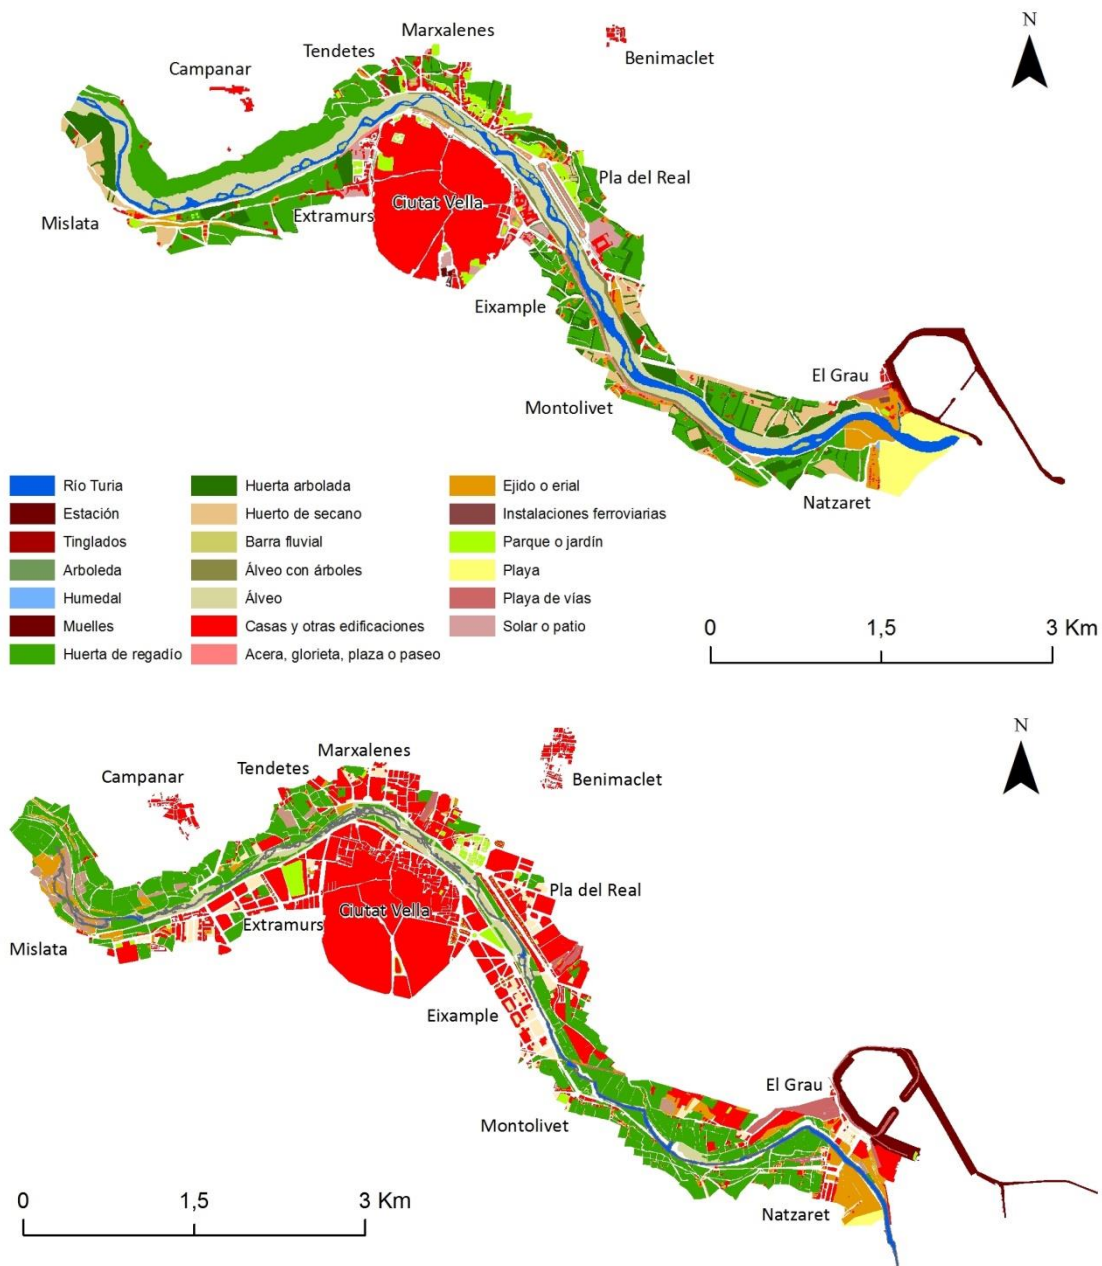 N
Marxalenes
Tendetes
Benimaclet
Campanar
Pla del Real
Ciutat Vella
Extramurs
Mislata
Eixample
El Grau
Montolivet
Natzaret
Río Turia
Estación
Tinglados
Arboleda
Humedal
Muelles
Huerta de regadío
Huerta arbolada
Huerto de secano
Barra fluvial
Álveo con árboles
Álveo
Casas y otras edificaciones
Acera, glorieta, plaza o paseo
Ejido o erial
Instalaciones ferroviarias
Parque o jardín
Playa
Playa de vías
Solar o patio
0 1,5 3 Km
N
Marxalenes
Tendetes
Campanar
Benimaclet
Pla del Real
Ciutat Vella
Extramurs
Mislata
Eixample
El Grau
Montolivet
0 1,5 3 Km
Natzaret